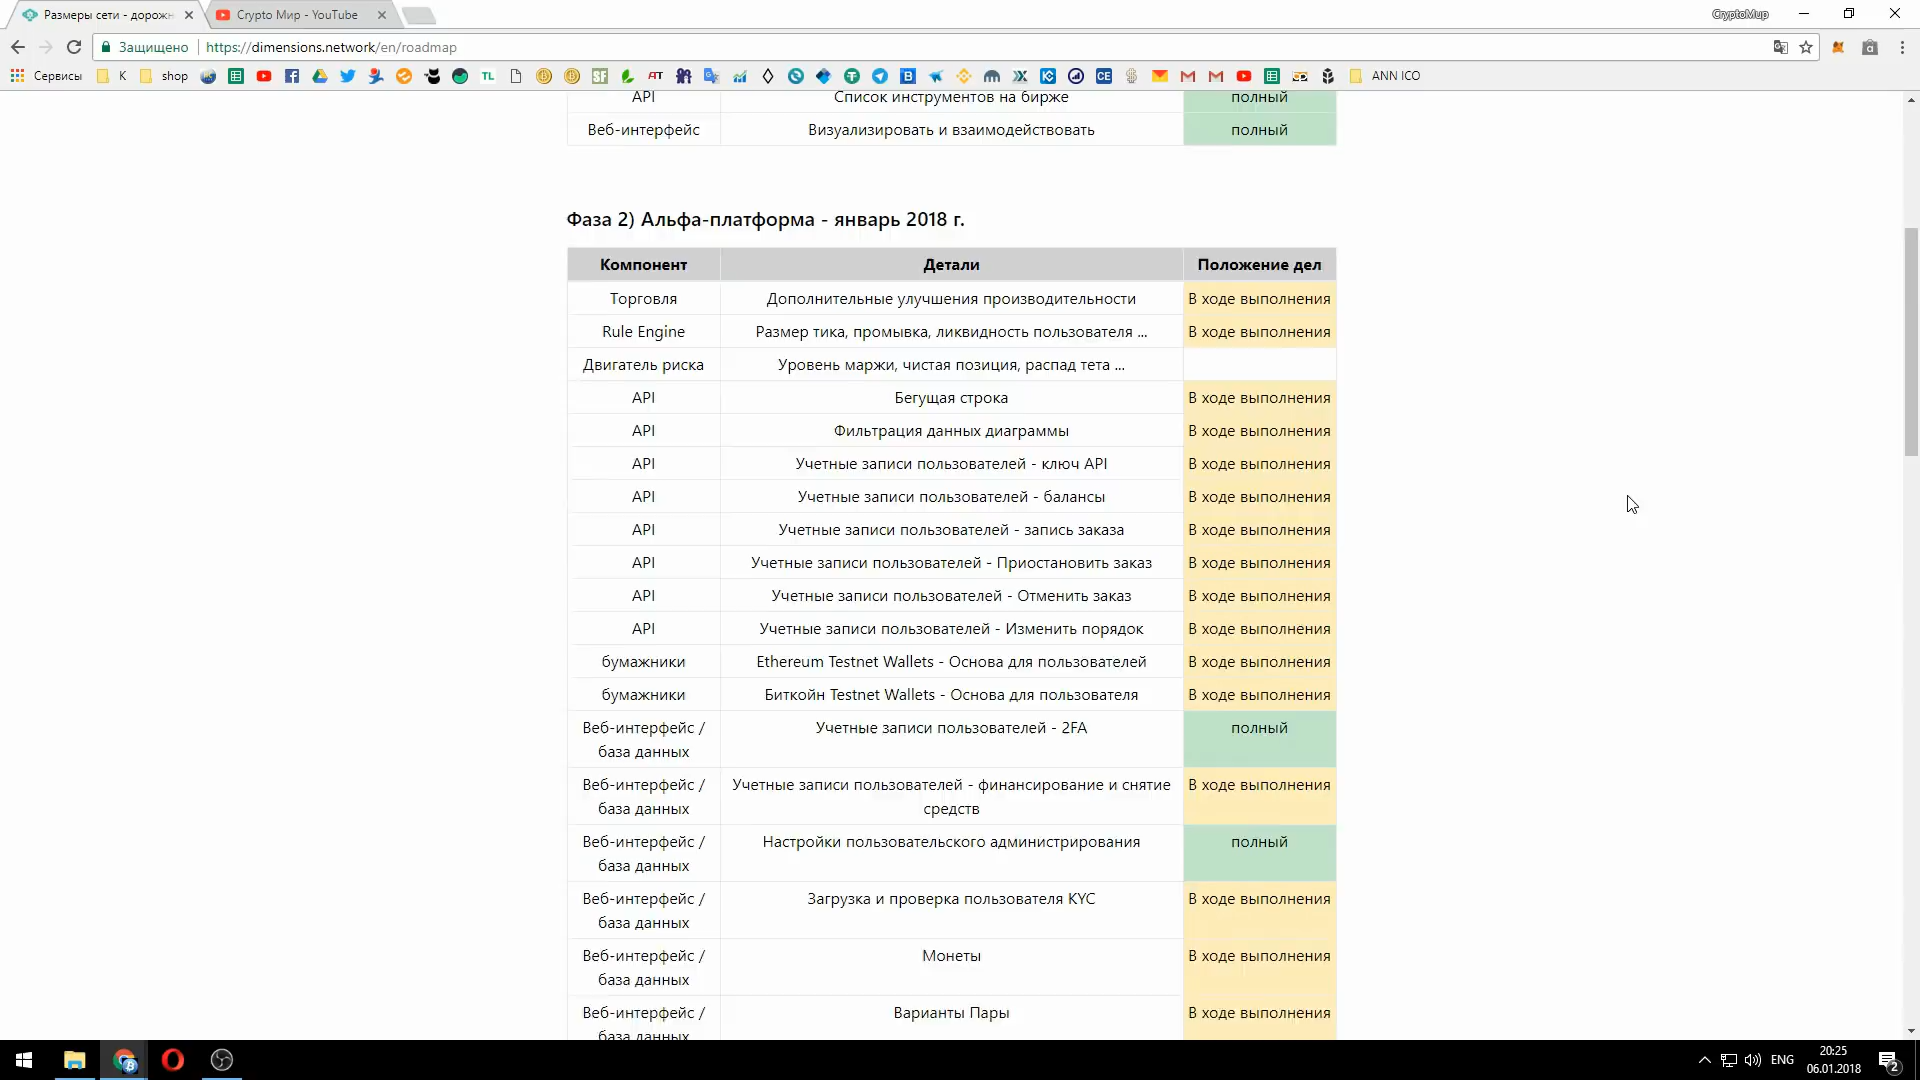 Размеры сети - дорожн
Crypto Мир - YouTube
CryptoМир
Защищено
https://dimensions.network/en/roadmap
Сервисы
K
shop
ANN ICO
API Список инструментов на бирже полный
Веб-интерфейс Визуализировать и взаимодействовать полный
Фаза 2) Альфа-платформа - январь 2018 г.
Компонент Детали Положение дел
Торговля Дополнительные улучшения производительности В ходе выполнения
Rule Engine Размер тика, промывка, ликвидность пользователя ... В ходе выполнения
Двигатель риска Уровень маржи, чистая позиция, распад тета ...
API Бегущая строка В ходе выполнения
API Фильтрация данных диаграммы В ходе выполнения
API Учетные записи пользователей - ключ API В ходе выполнения
API Учетные записи пользователей - балансы В ходе выполнения
API Учетные записи пользователей - запись заказа В ходе выполнения
API Учетные записи пользователей - Приостановить заказ В ходе выполнения
API Учетные записи пользователей - Отменить заказ В ходе выполнения
API Учетные записи пользователей - Изменить порядок В ходе выполнения
бумажники Ethereum Testnet Wallets - Основа для пользователей В ходе выполнения
бумажники Биткойн Testnet Wallets - Основа для пользователя В ходе выполнения
Веб-интерфейс / Учетные записи пользователей - 2FA полный
база данных
Веб-интерфейс / Учетные записи пользователей - финансирование и снятие В ходе выполнения
база данных средств
Веб-интерфейс / Настройки пользовательского администрирования полный
база данных
Веб-интерфейс / Загрузка и проверка пользователя KYC В ходе выполнения
база данных
Веб-интерфейс / Монеты В ходе выполнения
база данных
Веб-интерфейс / Варианты Пары В ходе выполнения
база данных
ENG
20:25
06.01.2018
2